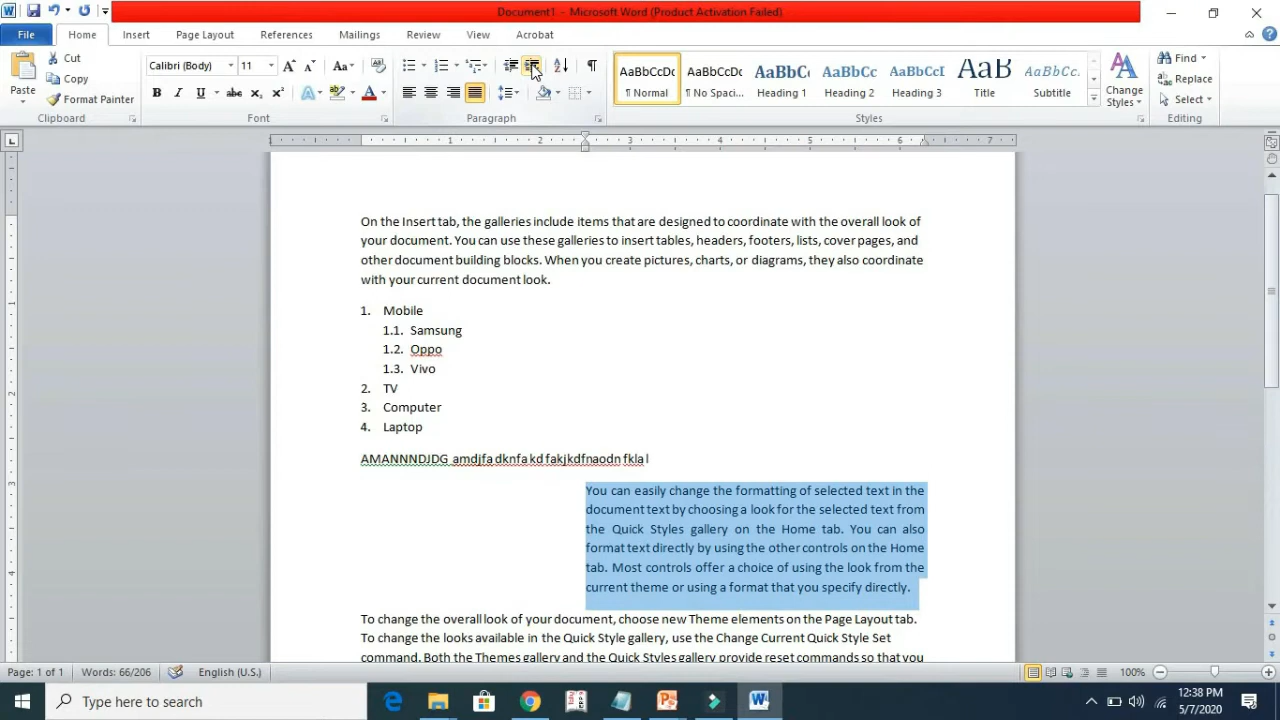 Document1 - Microsoft Word (Product Activation Failed)
File Home Insert Page Layout References Mailings Review View Acrobat
Paste
Cut
Copy
Format Painter
Clipboard
Calibri (Body) 11
Font
Paragraph
AaBbCcDc AaBbCcDc AaBbC AaBbCc AaBbCcI AaB AaBbCcC
¶ Normal ¶ No Spaci... Heading 1 Heading 2 Heading 3 Title Subtitle
Styles
Change Styles
Find
Replace
Select
Editing
1 2 3 4 5 6 7
On the Insert tab, the galleries include items that are designed to coordinate with the overall look of
your document. You can use these galleries to insert tables, headers, footers, lists, cover pages, and
other document building blocks. When you create pictures, charts, or diagrams, they also coordinate
with your current document look.
1. Mobile
1.1. Samsung
1.2. Oppo
1.3. Vivo
2. TV
3. Computer
4. Laptop
AMANNNDJDG amdjfa dknfa kd fakjkdfnaodn fkla l
You can easily change the formatting of selected text in the
document text by choosing a look for the selected text from
the Quick Styles gallery on the Home tab. You can also
format text directly by using the other controls on the Home
tab. Most controls offer a choice of using the look from the
current theme or using a format that you specify directly.
To change the overall look of your document, choose new Theme elements on the Page Layout tab.
To change the looks available in the Quick Style gallery, use the Change Current Quick Style Set
command. Both the Themes gallery and the Quick Styles gallery provide reset commands so that you
Page: 1 of 1 Words: 66/206 English (U.S.) 100%
Type here to search
12:38 PM
5/7/2020